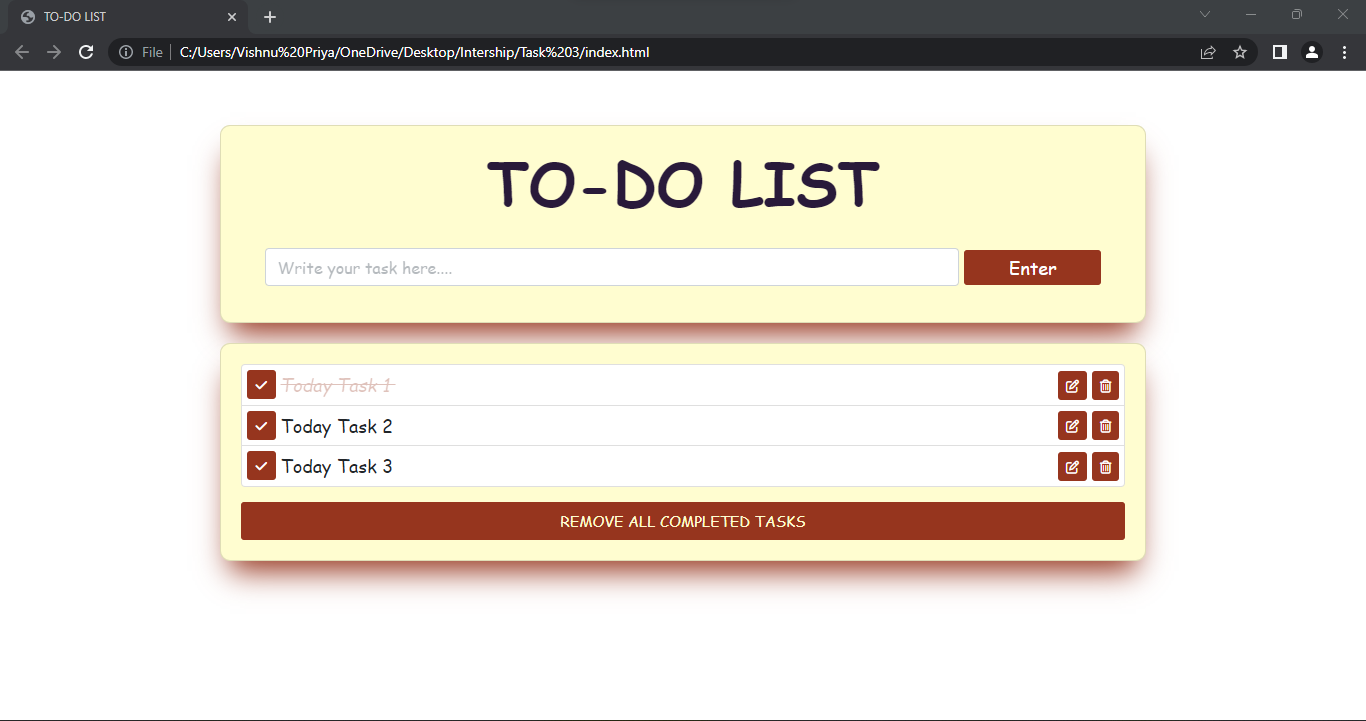 TO-DO LIST
File C:/Users/Vishnu%20Priya/OneDrive/Desktop/Intership/Task%203/index.html
TO-DO LIST
Write your task here....
Enter
Today Task 1
Today Task 2
Today Task 3
REMOVE ALL COMPLETED TASKS